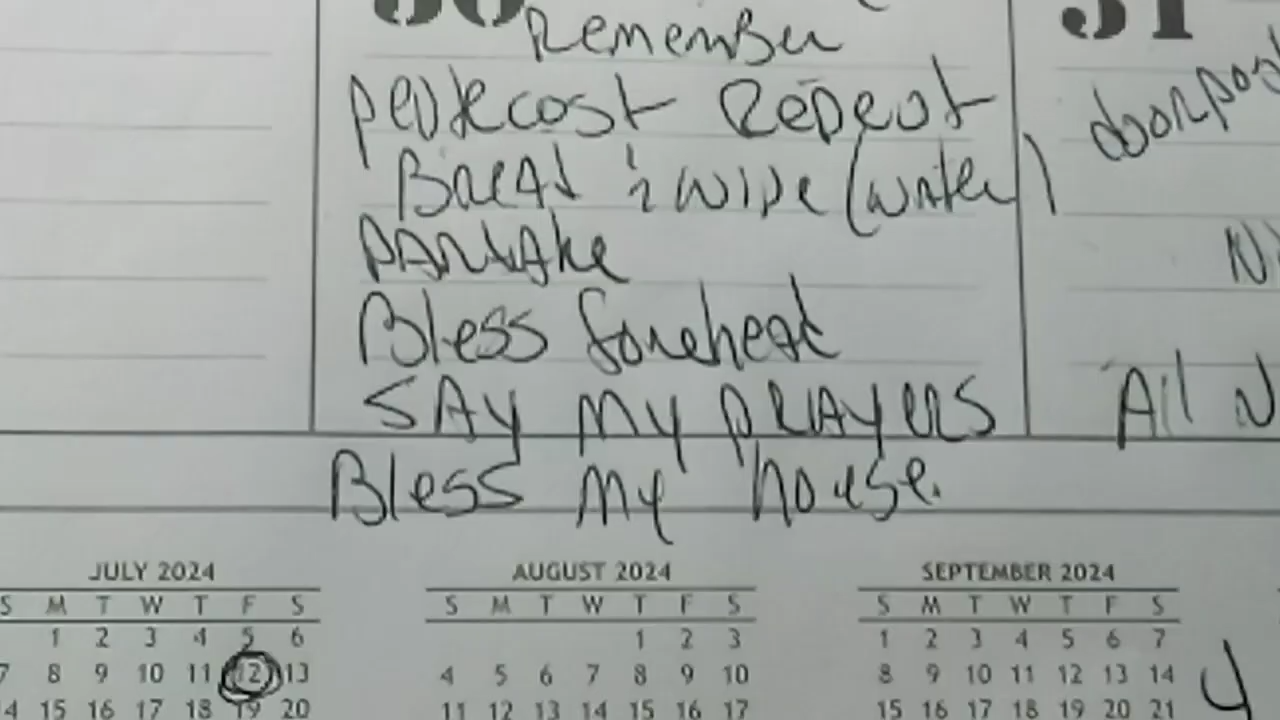 30
31
Remember
pentecost Repeat
doorpost
Bread & wine (water)
partake
Ni
Bless forehead
SAY my prayers
All N
Bless my house.
JULY 2024
S M T W T F S
1 2 3 4 5 6
7 8 9 10 11 12 13
14 15 16 17 18 19 20
AUGUST 2024
S M T W T F S
1 2 3
4 5 6 7 8 9 10
11 12 13 14 15 16 17
SEPTEMBER 2024
S M T W T F S
1 2 3 4 5 6 7
8 9 10 11 12 13 14
15 16 17 18 19 20 21